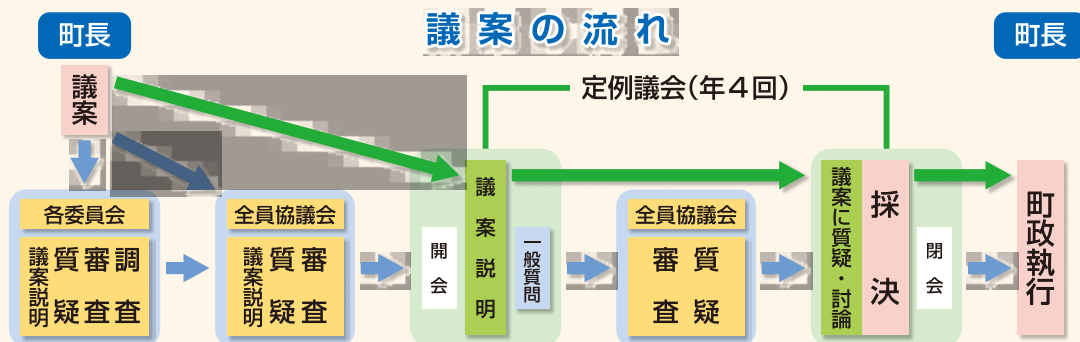 議案の流れ
町長
町長
議案
定例議会(年4回)
各委員会
議案説明
質疑
審査
調査
全員協議会
議案説明
質疑
審査
開会
議案説明
一般質問
全員協議会
審査
質疑
議案に質疑・討論
採決
閉会
町政執行